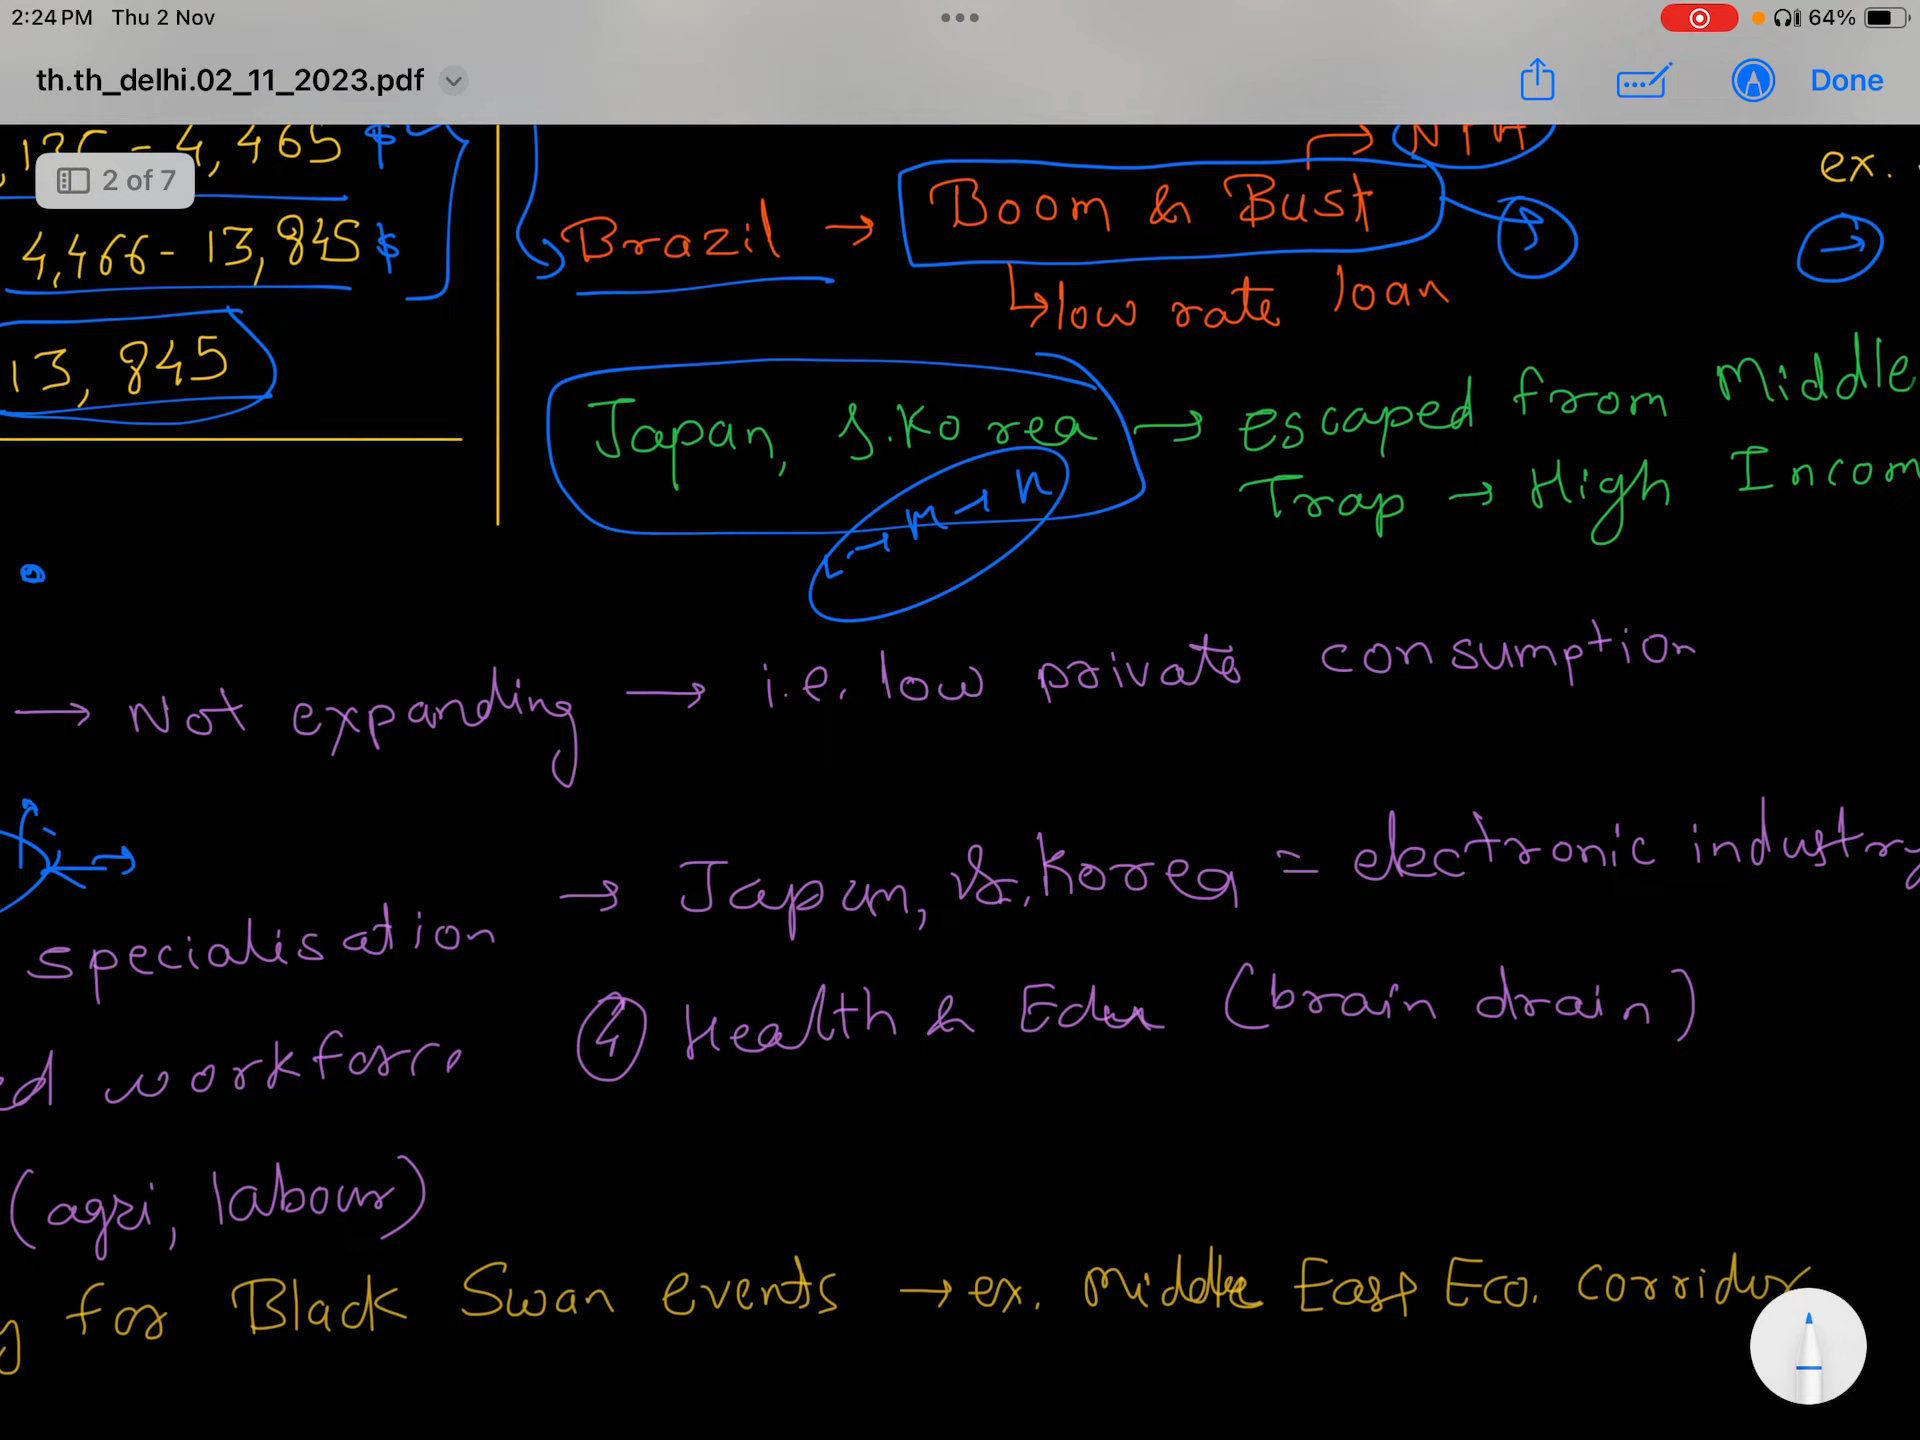 2:24 PM Thu 2 Nov
64%
th.th_delhi.02_11_2023.pdf
Done
2 of 7
4,465 $
4,466 - 13,845 $
13,845
NPA
Brazil → Boom & Bust
↳ low rate loan
ex.
→
Japan, S.Korea → escaped from Middle
Trap → High Incom
L → M → H
→ Not expanding → i.e. low private consumption
specialisation → Japan, S.Korea = electronic industry
ed workforce ④ Health & Edu (brain drain)
(agri, labour)
for Black Swan events → ex. Middle East Eco. Corridor